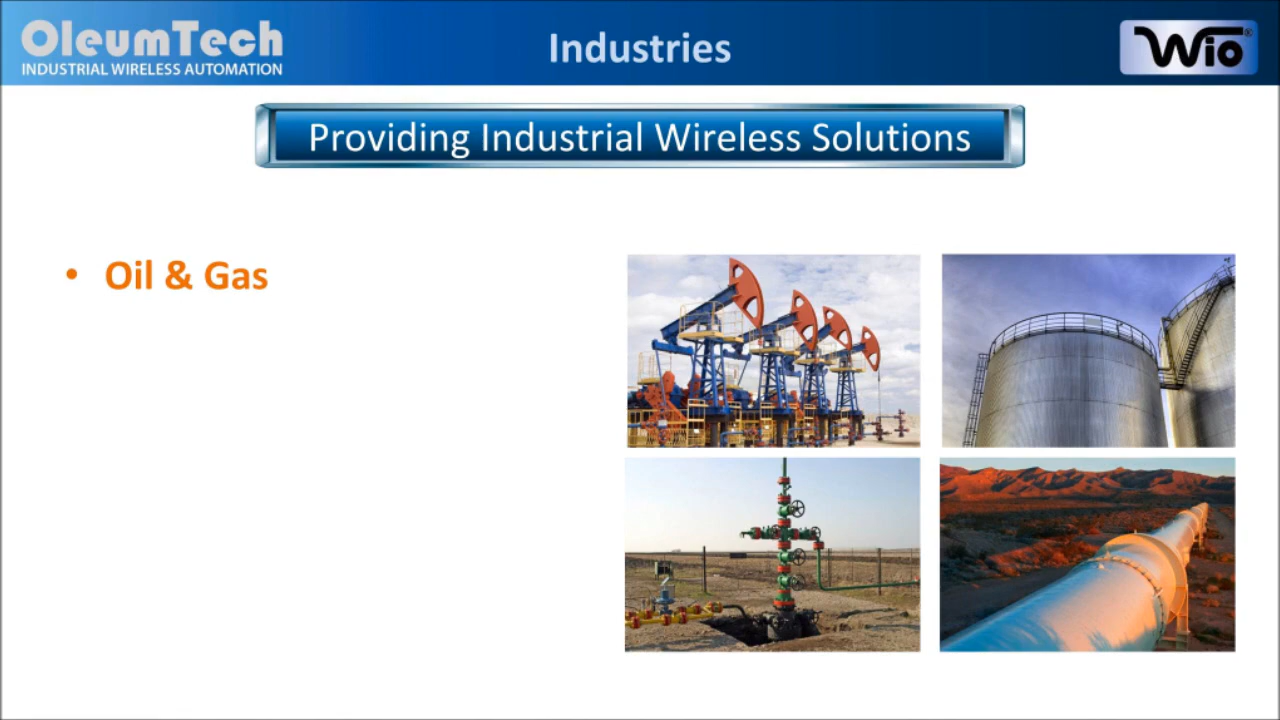 OleumTech
INDUSTRIAL WIRELESS AUTOMATION
Industries
Wio®
Providing Industrial Wireless Solutions
• Oil & Gas